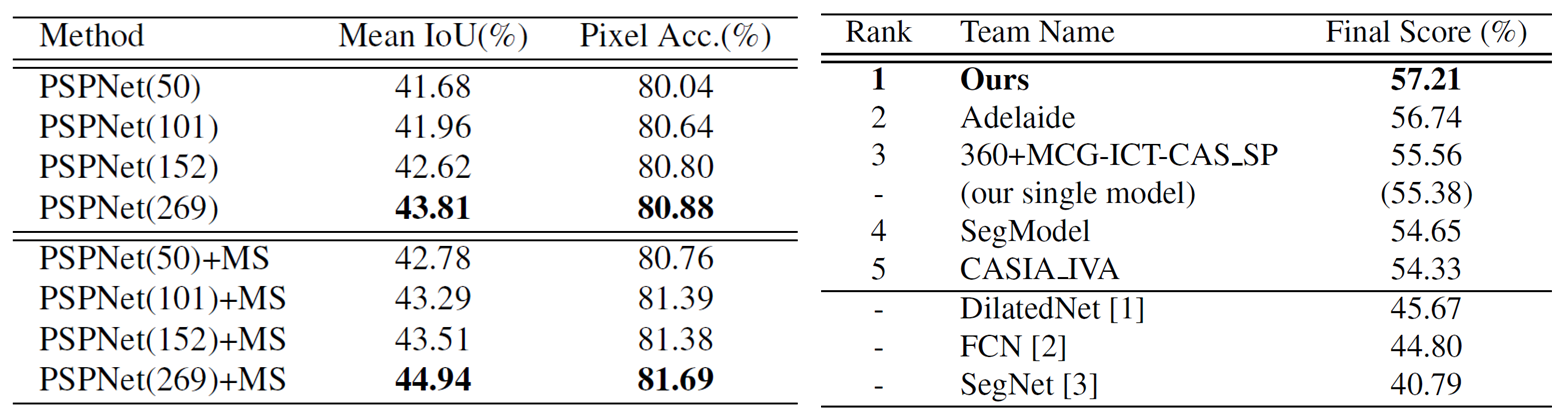 Method Mean IoU(%) Pixel Acc.(%)
PSPNet(50) 41.68 80.04
PSPNet(101) 41.96 80.64
PSPNet(152) 42.62 80.80
PSPNet(269) 43.81 80.88
PSPNet(50)+MS 42.78 80.76
PSPNet(101)+MS 43.29 81.39
PSPNet(152)+MS 43.51 81.38
PSPNet(269)+MS 44.94 81.69
Rank Team Name Final Score (%)
1 Ours 57.21
2 Adelaide 56.74
3 360+MCG-ICT-CAS_SP 55.56
- (our single model) (55.38)
4 SegModel 54.65
5 CASIA_IVA 54.33
- DilatedNet [1] 45.67
- FCN [2] 44.80
- SegNet [3] 40.79